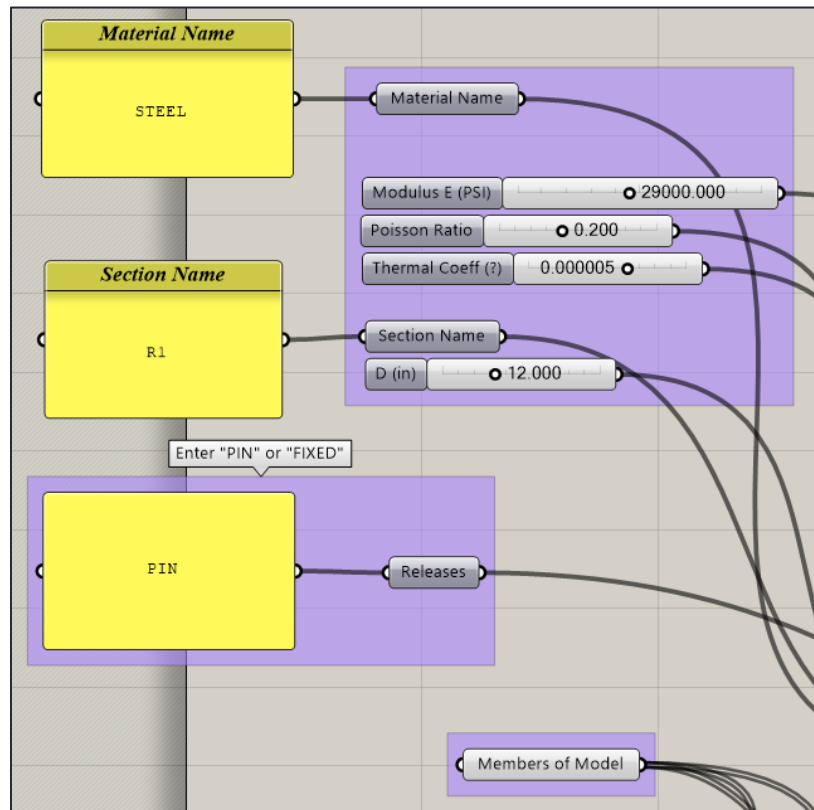 Material Name
STEEL
Material Name
Modulus E (PSI) 29000.000
Poisson Ratio 0.200
Thermal Coeff (?) 0.000005
Section Name
R1
Section Name
D (in) 12.000
Enter "PIN" or "FIXED"
PIN
Releases
Members of Model